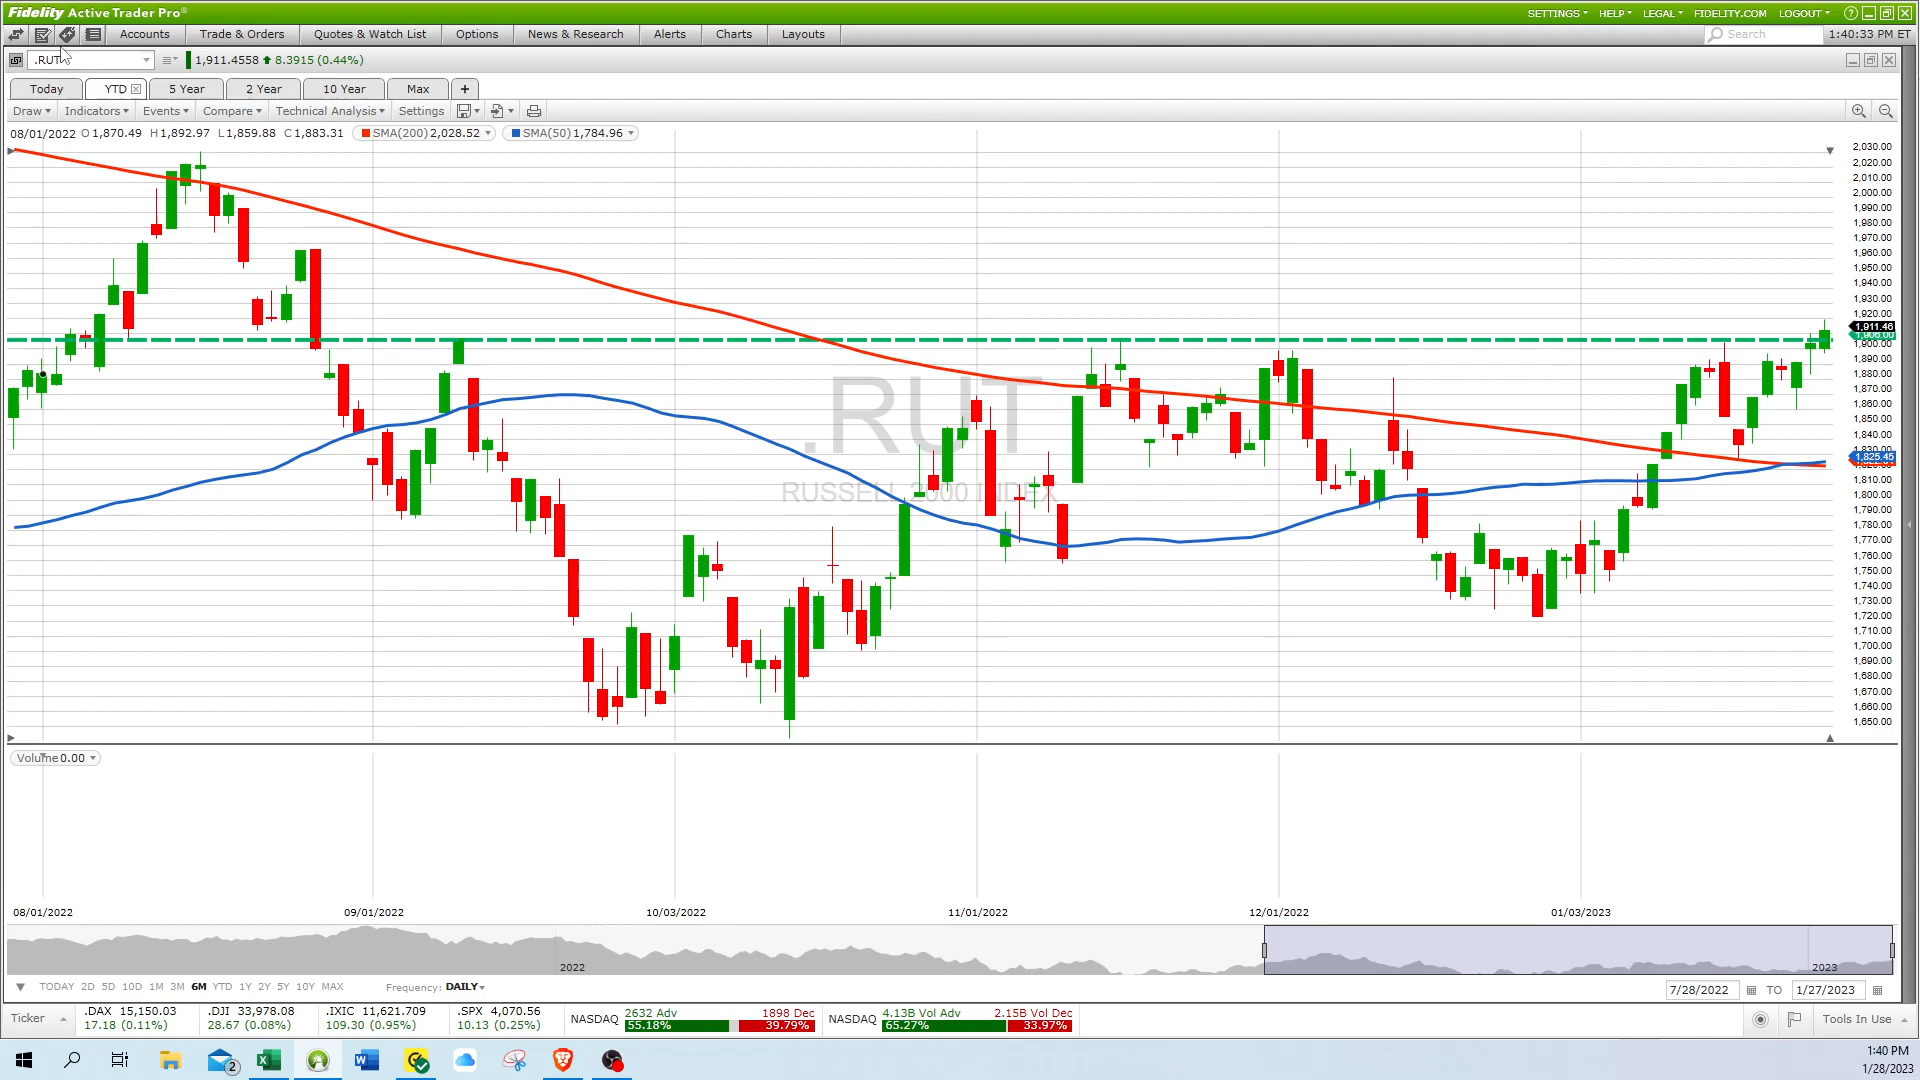 Fidelity Active Trader Pro®
SETTINGS HELP LEGAL FIDELITY.COM LOGOUT
Accounts Trade & Orders Quotes & Watch List Options News & Research Alerts Charts Layouts Search 1:40:33 PM ET
.RUT 1,911.4558 8.3915 (0.44%)
Today YTD 5 Year 2 Year 10 Year Max +
Draw Indicators Events Compare Technical Analysis Settings
08/01/2022 O 1,870.49 H 1,892.97 L 1,859.88 C 1,883.31 SMA(200) 2,028.52 SMA(50) 1,784.96
2,030.00
2,020.00
2,010.00
2,000.00
1,990.00
1,980.00
1,970.00
1,960.00
1,950.00
1,940.00
1,930.00
1,920.00
1,911.46
1,900.00
1,890.00
1,880.00
1,870.00
1,860.00
1,850.00
1,840.00
1,825.45
1,810.00
1,800.00
1,790.00
1,780.00
1,770.00
1,760.00
1,750.00
1,740.00
1,730.00
1,720.00
1,710.00
1,700.00
1,690.00
1,680.00
1,670.00
1,660.00
1,650.00
.RUT
RUSSELL 2000 INDEX
Volume 0.00
08/01/2022 09/01/2022 10/03/2022 11/01/2022 12/01/2022 01/03/2023
2022 2023
TODAY 2D 5D 10D 1M 3M 6M YTD 1Y 2Y 5Y 10Y MAX Frequency: DAILY 7/28/2022 TO 1/27/2023
Ticker .DAX 15,150.03 .DJI 33,978.08 .IXIC 11,621.709 .SPX 4,070.56 NASDAQ 2632 Adv 1898 Dec NASDAQ 4.13B Vol Adv 2.15B Vol Dec Tools In Use
17.18 (0.11%) 28.67 (0.08%) 109.30 (0.95%) 10.13 (0.25%) 55.18% 39.79% 65.27% 33.97%
2
1:40 PM
1/28/2023